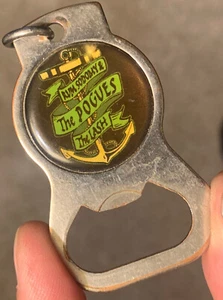 RUM SODOMY &
THE POGUES
THE LASH